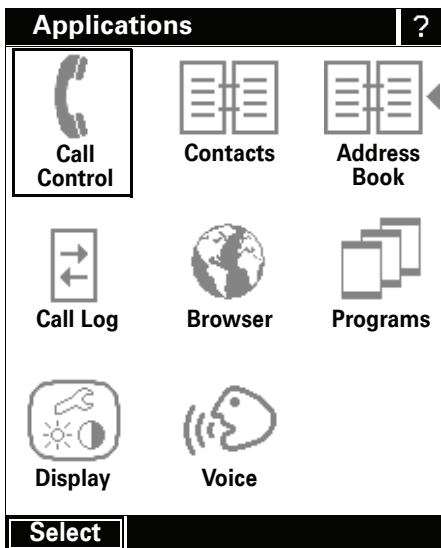 Applications ?
Call
Control
Contacts
Address
Book
Call Log
Browser
Programs
Display
Voice
Select